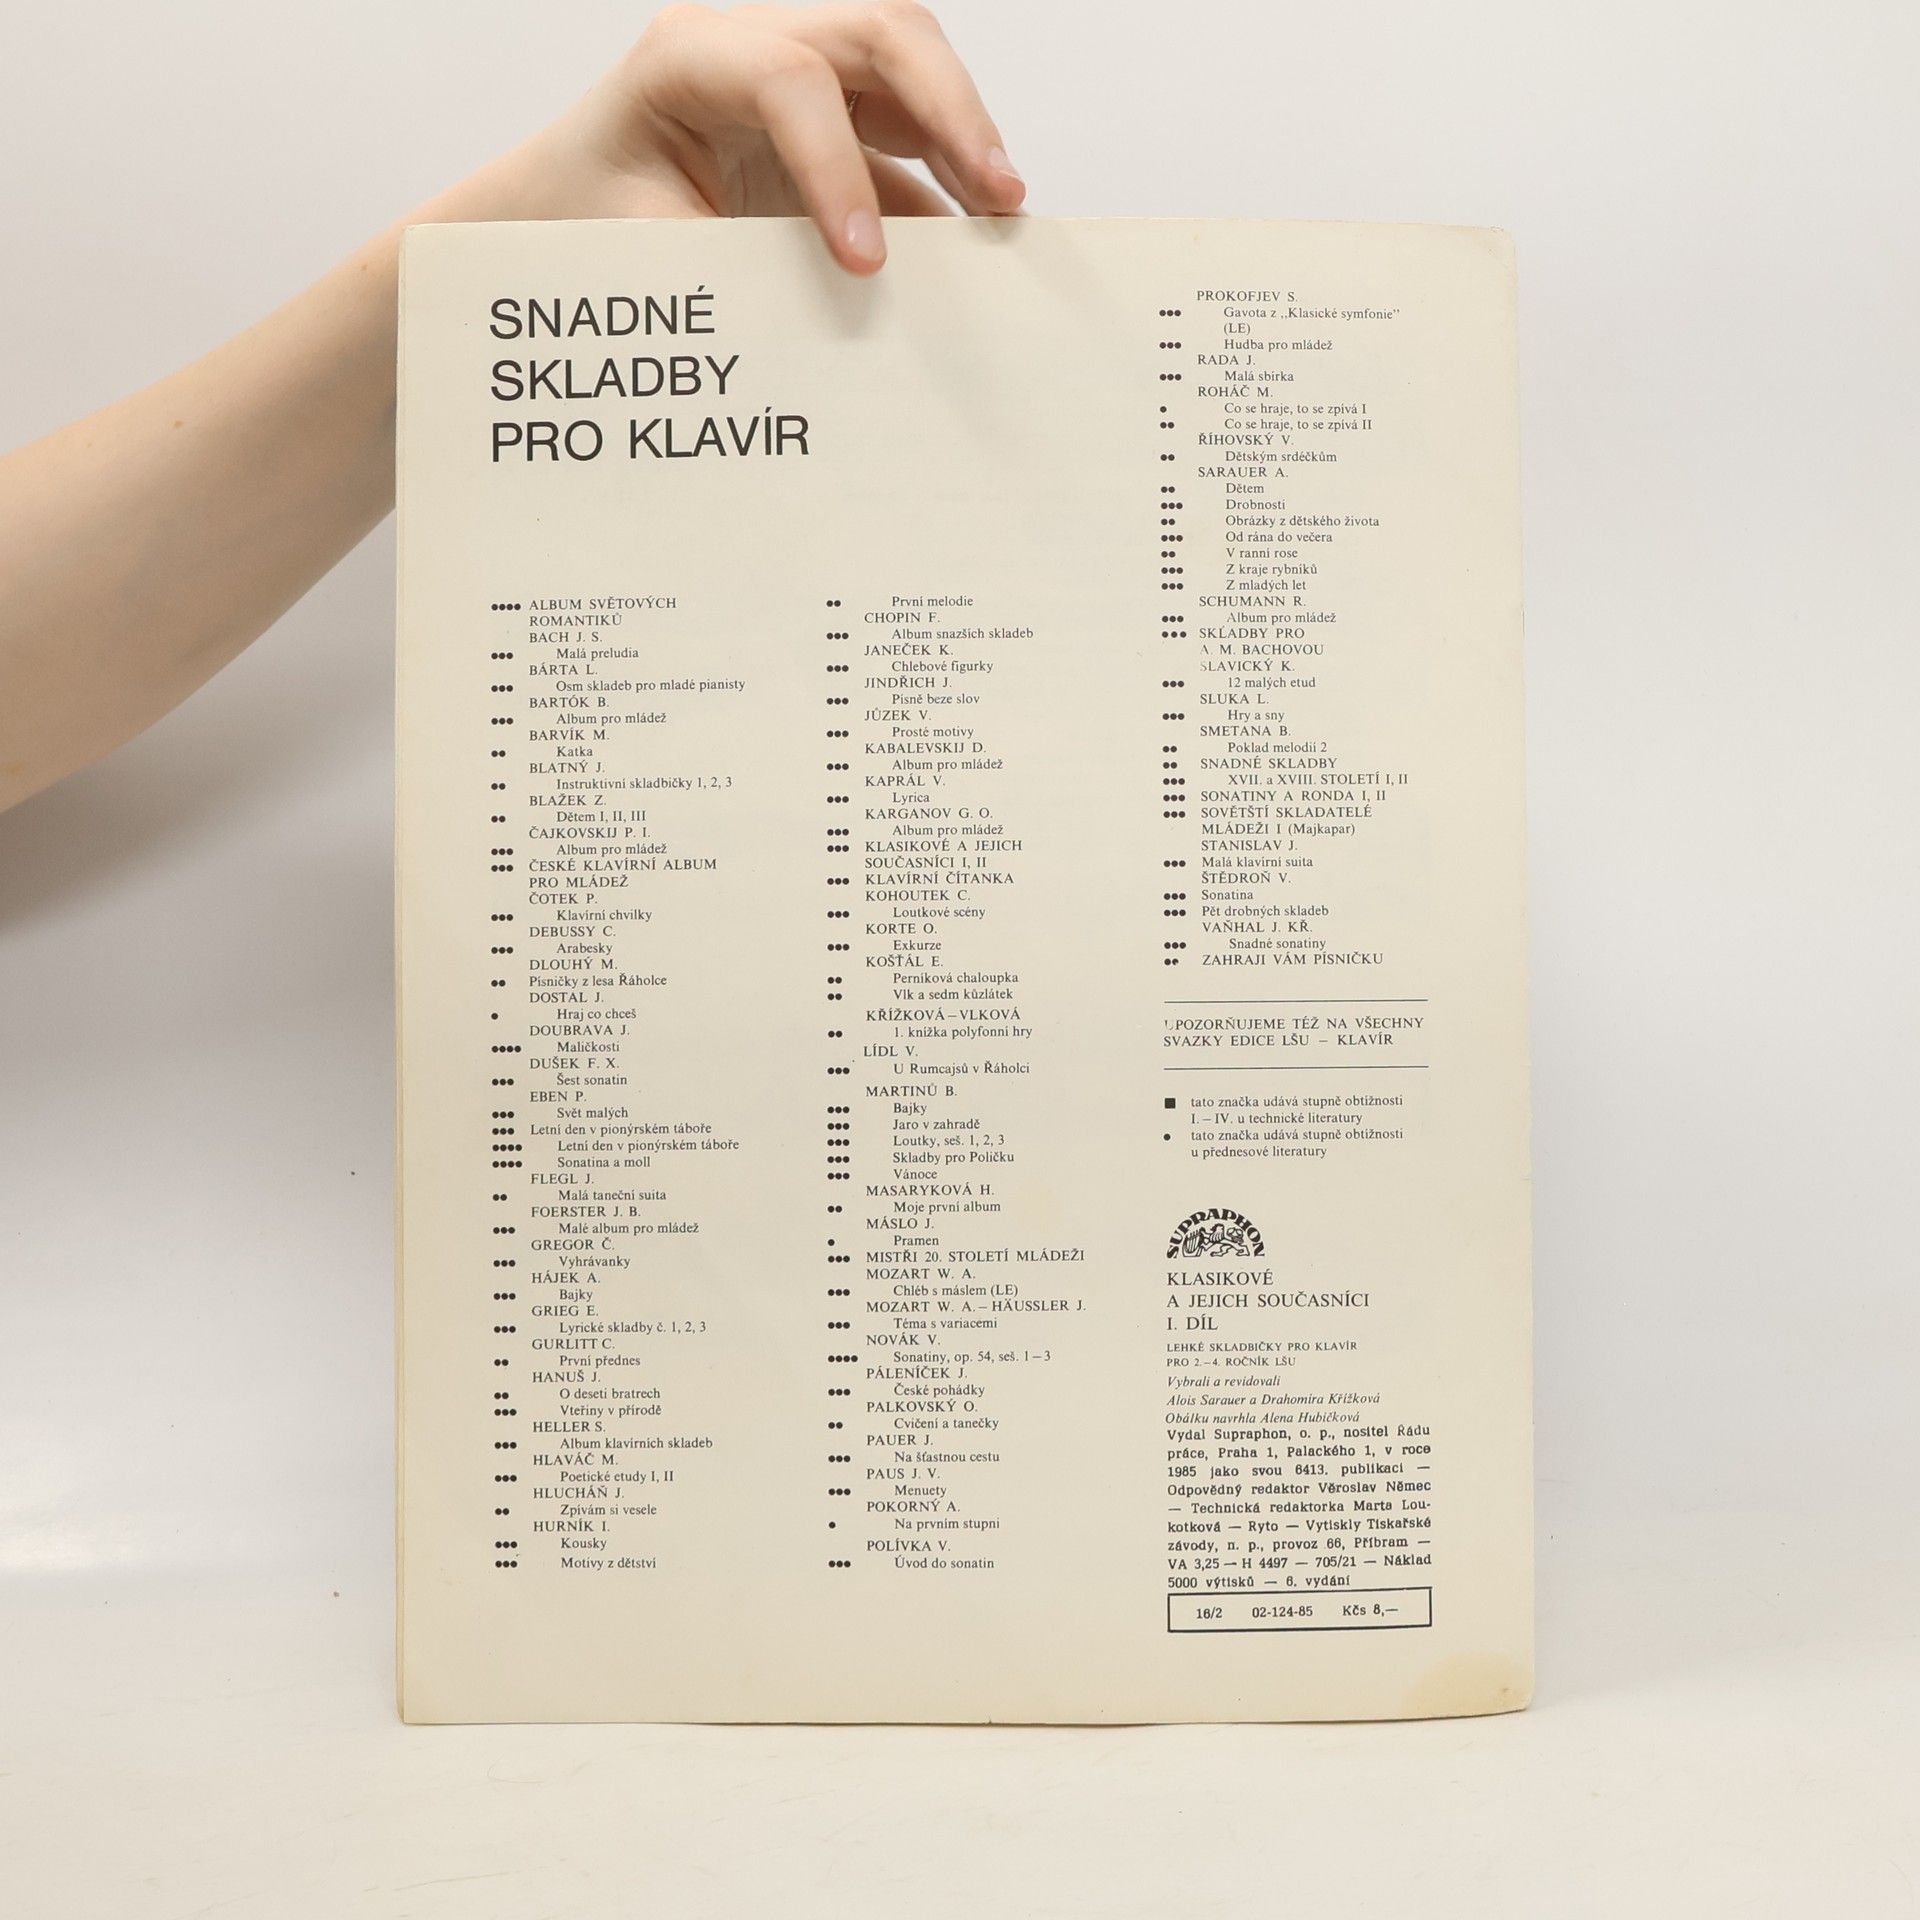 SNADNÉ
SKLADBY
PRO KLAVÍR
•••• ALBUM SVĚTOVÝCH
ROMANTIKŮ
BACH J. S.
••• Malá preludia
BÁRTA L.
••• Osm skladeb pro mladé pianisty
BARTÓK B.
••• Album pro mládež
BARVÍK M.
•• Katka
BLATNÝ J.
•• Instruktivní skladbičky 1, 2, 3
BLAŽEK Z.
•• Dětem I, II, III
ČAJKOVSKIJ P. I.
••• Album pro mládež
••• ČESKÉ KLAVÍRNÍ ALBUM
PRO MLÁDEŽ
ČOTEK P.
••• Klavírní chvilky
DEBUSSY C.
••• Arabesky
DLOUHÝ M.
•• Písničky z lesa Řáholce
DOSTAL J.
• Hraj co chceš
DOUBRAVA J.
•••• Maličkosti
DUŠEK F. X.
••• Šest sonatin
EBEN P.
••• Svět malých
••• Letní den v pionýrském táboře
•••• Letní den v pionýrském táboře
•••• Sonatina a moll
FLEGL J.
•• Malá taneční suita
FOERSTER J. B.
••• Malé album pro mládež
GREGOR Č.
••• Vyhrávanky
HÁJEK A.
••• Bajky
GRIEG E.
••• Lyrické skladby č. 1, 2, 3
GURLITT C.
•• První přednes
HANUŠ J.
•• O deseti bratrech
••• Vteřiny v přírodě
HELLER S.
••• Album klavírních skladeb
HLAVÁČ M.
••• Poetické etudy I, II
HLUCHÁŇ J.
•• Zpívám si vesele
HURNÍK I.
••• Kousky
••• Motivy z dětství
•• První melodie
CHOPIN F.
••• Album snazších skladeb
JANEČEK K.
••• Chlebové figurky
JINDŘICH J.
••• Písně beze slov
JŮZEK V.
••• Prosté motivy
KABALEVSKIJ D.
••• Album pro mládež
KAPRÁL V.
••• Lyrica
KARGANOV G. O.
••• Album pro mládež
••• KLASIKOVÉ A JEJICH
SOUČASNÍCI I, II
••• KLAVÍRNÍ ČÍTANKA
KOHOUTEK C.
••• Loutkové scény
KORTE O.
••• Exkurze
KOŠŤÁL E.
•• Perníková chaloupka
•• Vlk a sedm kůzlátek
KŘÍŽKOVÁ – VLKOVÁ
•• 1. knížka polyfonní hry
LÍDL V.
••• U Rumcajsů v Řáholci
MARTINŮ B.
••• Bajky
••• Jaro v zahradě
••• Loutky, seš. 1, 2, 3
••• Skladby pro Poličku
••• Vánoce
MASARYKOVÁ H.
•• Moje první album
MÁSLO J.
• Pramen
••• MISTŘI 20. STOLETÍ MLÁDEŽI
MOZART W. A.
••• Chléb s máslem (LE)
MOZART W. A. – HÄUSSLER J.
••• Téma s variacemi
NOVÁK V.
•••• Sonatiny, op. 54, seš. 1–3
PÁLENÍČEK J.
••• České pohádky
PALKOVSKÝ O.
•• Cvičení a tanečky
PAUER J.
••• Na šťastnou cestu
PAUS J. V.
••• Menuety
POKORNÝ A.
• Na prvním stupni
POLÍVKA V.
••• Úvod do sonatin
PROKOFJEV S.
••• Gavota z „Klasické symfonie”
(LE)
••• Hudba pro mládež
RADA J.
••• Malá sbírka
ROHÁČ M.
• Co se hraje, to se zpívá I
•• Co se hraje, to se zpívá II
ŘÍHOVSKÝ V.
•• Dětským srdéčkům
SARAUER A.
•• Dětem
••• Drobnosti
•• Obrázky z dětského života
••• Od rána do večera
•• V ranní rose
••• Z kraje rybníků
••• Z mladých let
SCHUMANN R.
••• Album pro mládež
••• SKLADBY PRO
A. M. BACHOVOU
SLAVICKÝ K.
••• 12 malých etud
SLUKA L.
••• Hry a sny
SMETANA B.
•• Poklad melodií 2
•• SNADNÉ SKLADBY
••• XVII. a XVIII. STOLETÍ I, II
••• SONATINY A RONDA I, II
••• SOVĚTŠTÍ SKLADATELÉ
MLÁDEŽI I (Majkapar)
STANISLAV J.
••• Malá klavírní suita
ŠTĚDROŇ V.
••• Sonatina
••• Pět drobných skladeb
VAŇHAL J. KŘ.
••• Snadné sonatiny
•• ZAHRAJI VÁM PÍSNIČKU
UPOZORŇUJEME TÉŽ NA VŠECHNY
SVAZKY EDICE LŠU – KLAVÍR
■ tato značka udává stupně obtížnosti
I. – IV. u technické literatury
• tato značka udává stupně obtížnosti
u přednesové literatury
SUPRAPHON
KLASIKOVÉ
A JEJICH SOUČASNÍCI
I. DÍL
LEHKÉ SKLADBIČKY PRO KLAVÍR
PRO 2.–4. ROČNÍK LŠU
Vybrali a revidovali
Alois Sarauer a Drahomíra Křížková
Obálku navrhla Alena Hubičková
Vydal Supraphon, o. p., nositel Řádu
práce, Praha 1, Palackého 1, v roce
1985 jako svou 6413. publikaci —
Odpovědný redaktor Věroslav Němec
— Technická redaktorka Marta Lou-
kotková — Ryto — Vytiskly Tiskařské
závody, n. p., provoz 66, Příbram —
VA 3,25 — H 4497 — 705/21 — Náklad
5000 výtisků — 6. vydání
16/2 02-124-85 Kčs 8,—